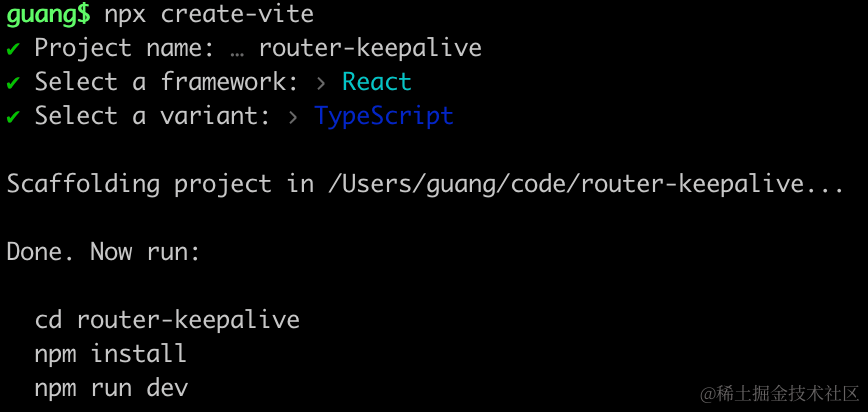 guang$ npx create-vite
✔ Project name: … router-keepalive
✔ Select a framework: › React
✔ Select a variant: › TypeScript
Scaffolding project in /Users/guang/code/router-keepalive...
Done. Now run:
cd router-keepalive
npm install
npm run dev
@稀土掘金技术社区